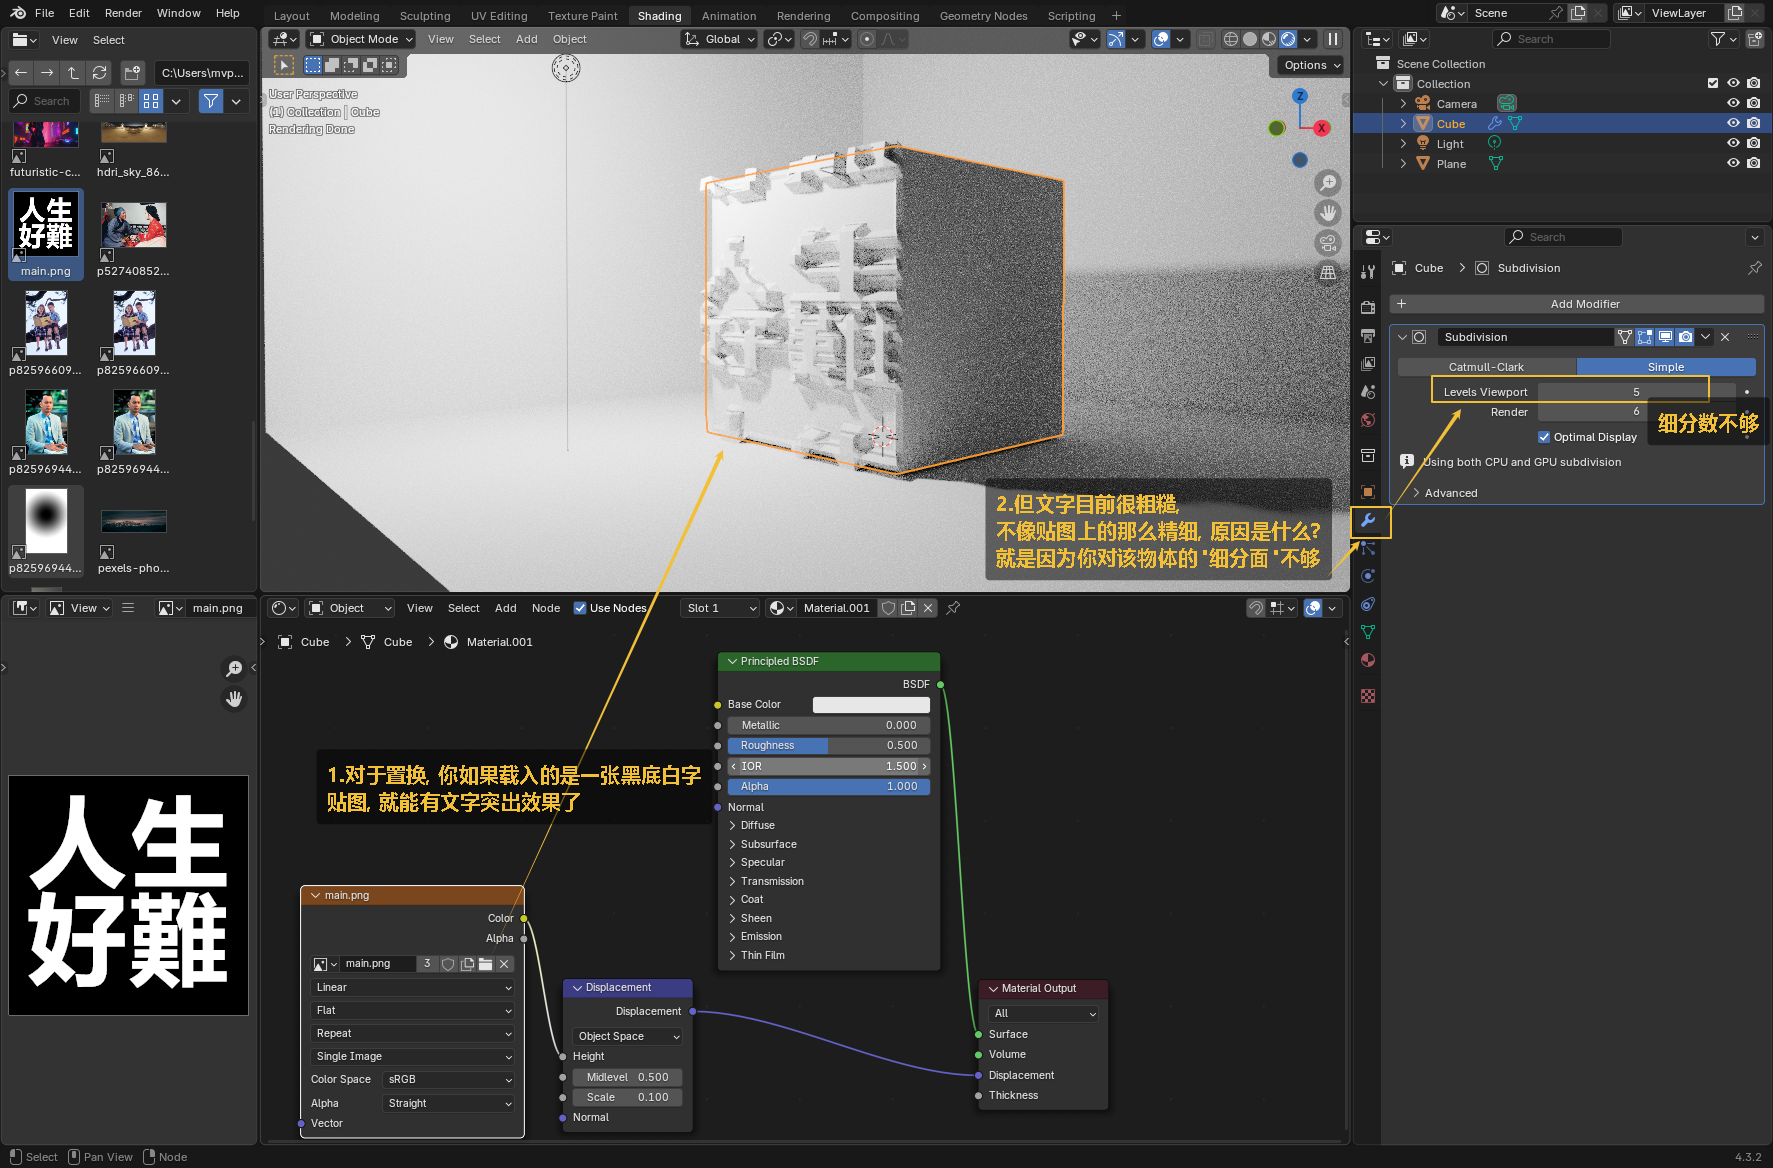 File Edit Render Window Help
Layout Modeling Sculpting UV Editing Texture Paint Shading Animation Rendering Compositing Geometry Nodes Scripting +
Scene
ViewLayer
View Select
C:\Users\mvp...
Search
futuristic-c...
hdri_sky_86...
人生
好難
main.png
p52740852...
p82596609...
p82596609...
p82596944...
p82596944...
p82596944...
pexels-pho...
Object Mode View Select Add Object
Global
Options
User Perspective
(1) Collection | Cube
Rendering Done
Z
X
2.但文字目前很粗糙,
不像贴图上的那么精细, 原因是什么?
就是因为你对该物体的 "细分面 "不够
Search
Scene Collection
Collection
Camera
Cube
Light
Plane
Search
Cube > Subdivision
+ Add Modifier
Subdivision
Catmull-Clark Simple
Levels Viewport 5
Render 6
细分数不够
Optimal Display
Using both CPU and GPU subdivision
Advanced
View
main.png
人生
好難
Object View Select Add Node Use Nodes
Slot 1
Material.001
Cube > Cube > Material.001
1.对于置换, 你如果载入的是一张黑底白字
贴图, 就能有文字突出效果了
Principled BSDF
BSDF
Base Color
Metallic 0.000
Roughness 0.500
IOR 1.500
Alpha 1.000
Normal
Diffuse
Subsurface
Specular
Transmission
Coat
Sheen
Emission
Thin Film
main.png
Color
Alpha
main.png 3
Linear
Flat
Repeat
Single Image
Color Space sRGB
Alpha Straight
Vector
Displacement
Displacement
Object Space
Height
Midlevel 0.500
Scale 0.100
Normal
Material Output
All
Surface
Volume
Displacement
Thickness
Select Pan View Node
4.3.2